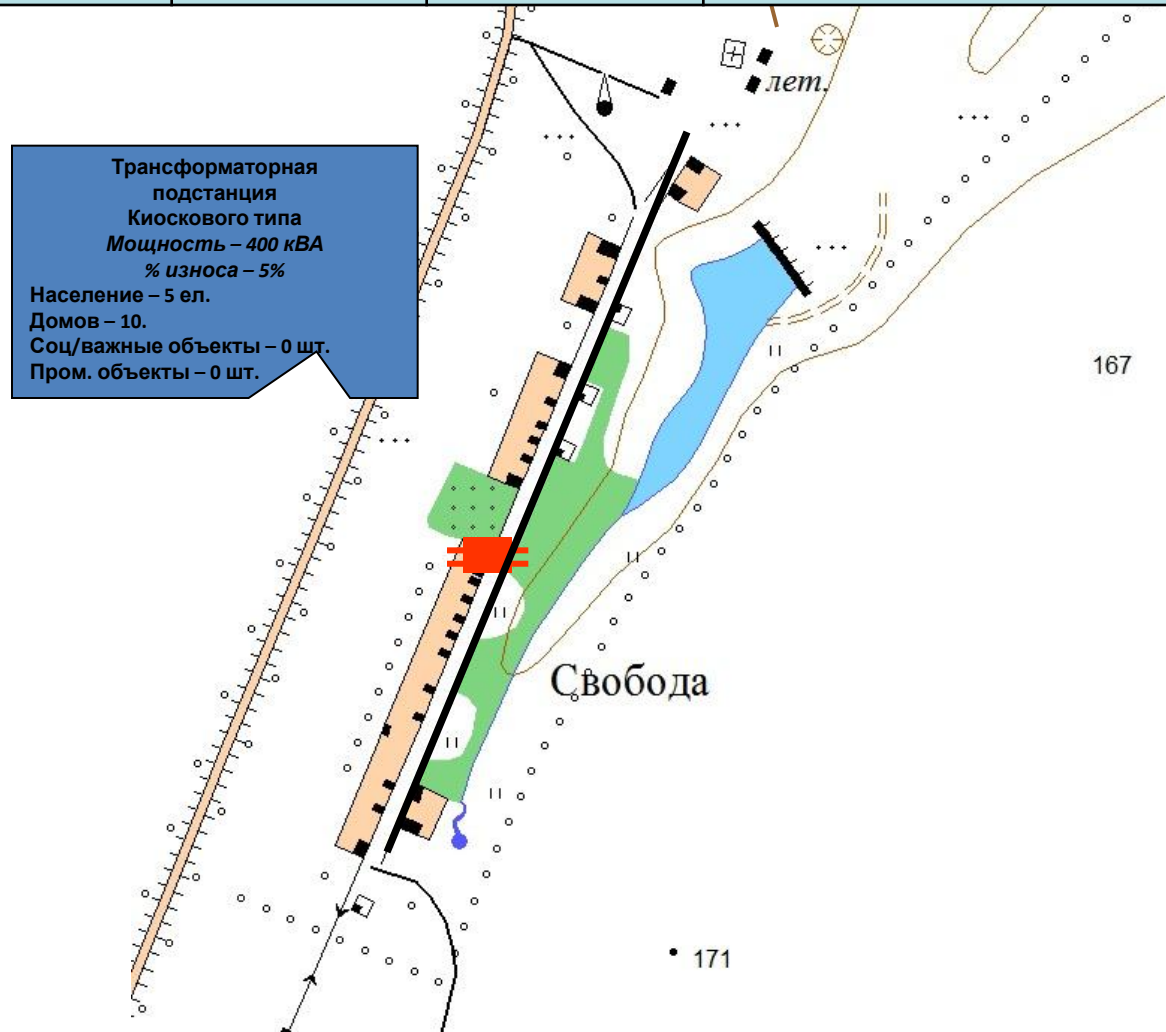 Трансформаторная
подстанция
Киоскового типа
Мощность – 400 кВА
% износа – 5%
Население – 5 ел.
Домов – 10.
Соц/важные объекты – 0 шт.
Пром. объекты – 0 шт.
лет.
167
Свобода
171